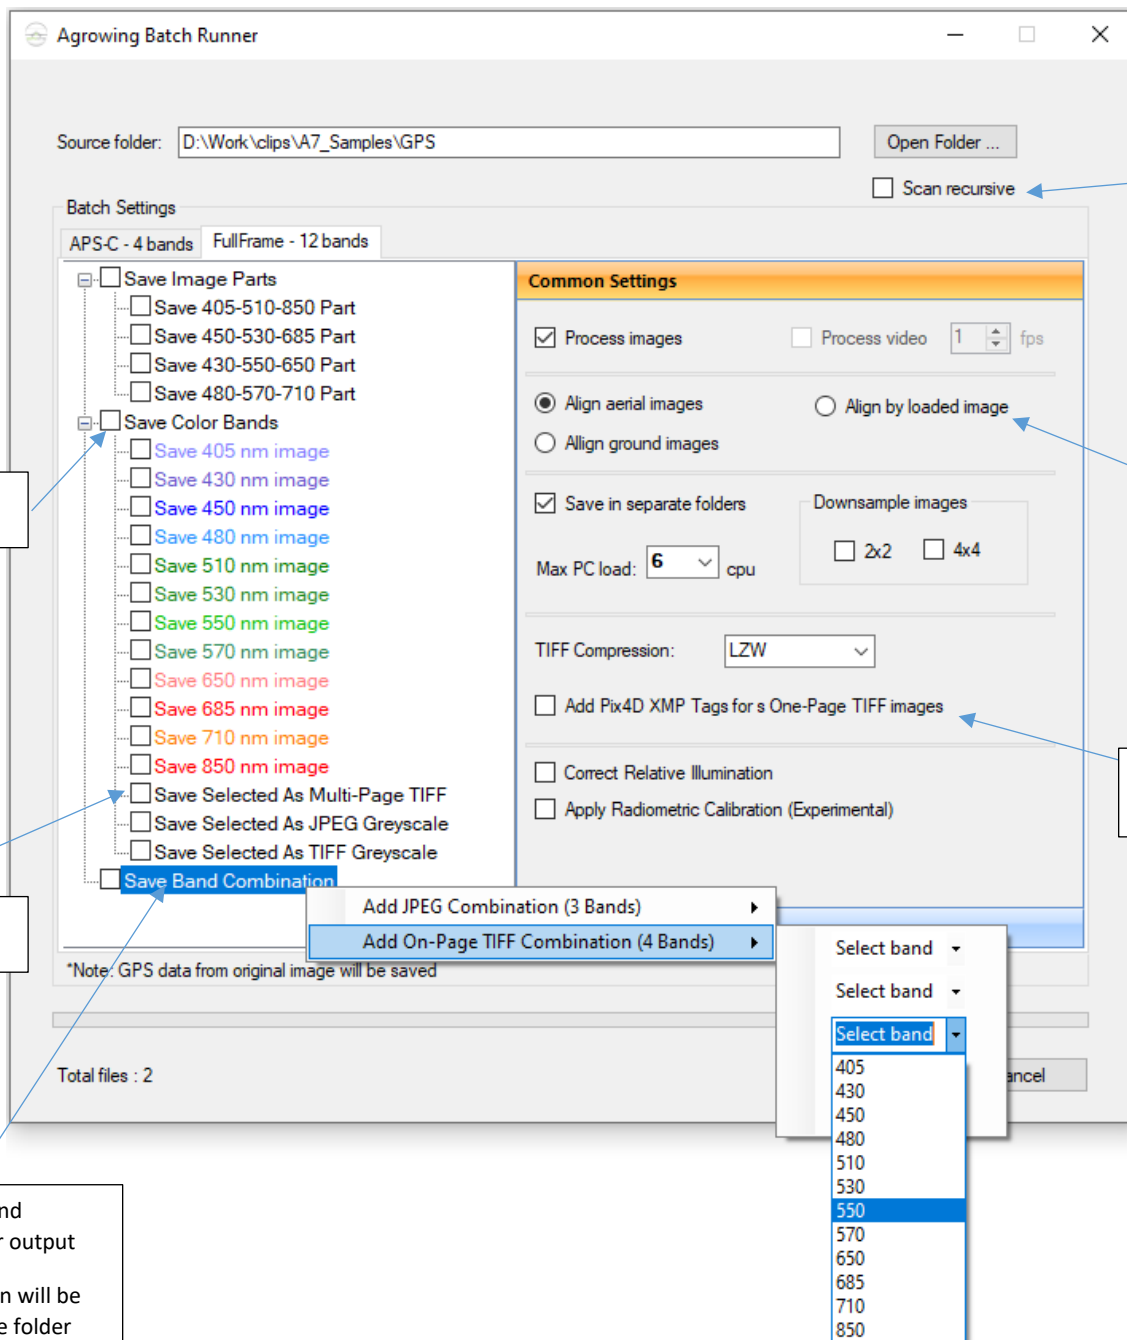 Agrowing Batch Runner
Source folder: D:\Work\clips\A7_Samples\GPS Open Folder ...
Scan recursive
Batch Settings
APS-C - 4 bands FullFrame - 12 bands
Save Image Parts
Save 405-510-850 Part
Save 450-530-685 Part
Save 430-550-650 Part
Save 480-570-710 Part
Save Color Bands
Save 405 nm image
Save 430 nm image
Save 450 nm image
Save 480 nm image
Save 510 nm image
Save 530 nm image
Save 550 nm image
Save 570 nm image
Save 650 nm image
Save 685 nm image
Save 710 nm image
Save 850 nm image
Save Selected As Multi-Page TIFF
Save Selected As JPEG Greyscale
Save Selected As TIFF Greyscale
Save Band Combination
Common Settings
Process images Process video 1 fps
Align aerial images Align by loaded image
Allign ground images
Save in separate folders Downsample images
2x2 4x4
Max PC load: 6 cpu
TIFF Compression: LZW
Add Pix4D XMP Tags for s One-Page TIFF images
Correct Relative Illumination
Apply Radiometric Calibration (Experimental)
Add JPEG Combination (3 Bands)
Add On-Page TIFF Combination (4 Bands)
Select band
Select band
Select band
405
430
450
480
510
530
550
570
650
685
710
850
*Note: GPS data from original image will be saved
Total files : 2
ancel
nd
r output
n will be
e folder